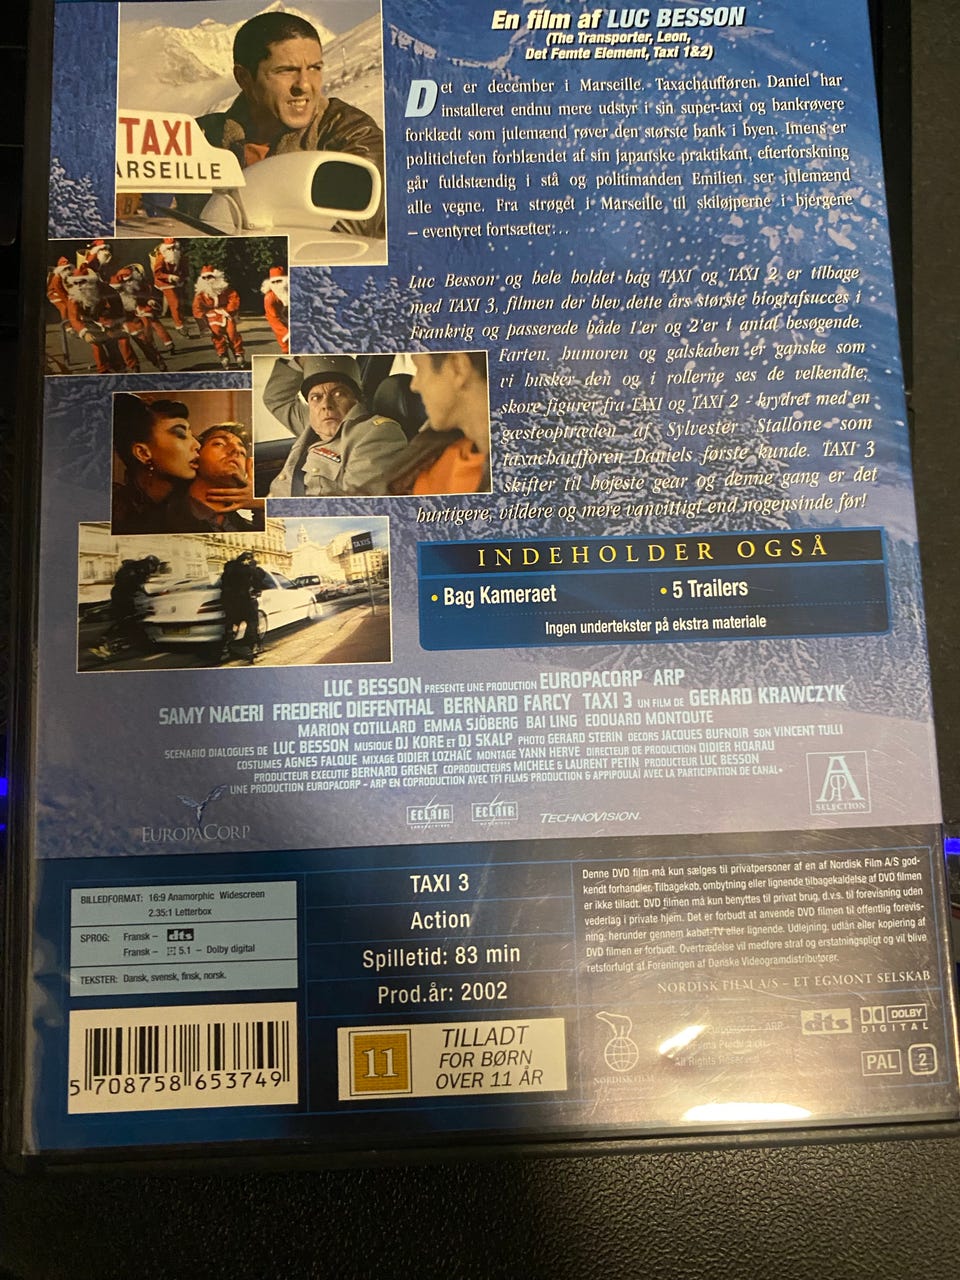 En film af LUC BESSON
(The Transporter, Leon,
Det Femte Element, Taxi 1&2)
TAXI
ARSEILLE
Det er december i Marseille. Taxachaufføren Daniel har
installeret endnu mere udstyr i sin super-taxi og bankrøvere
forklædt som julemænd røver den største bank i byen. Imens er
politichefen forblændet af sin japanske praktikant, efterforskning
går fuldstændig i stå og politimanden Emilien ser julemænd
alle vegne. Fra strøget i Marseille til skiløjperne i bjergene
– eventyret fortsætter...
Luc Besson og hele holdet bag TAXI og TAXI 2 er tilbage
med TAXI 3, filmen der blev dette års største biografsucces i
Frankrig og passerede både 1'er og 2'er i antal besøgende.
Farten, humoren og galskaben er ganske som
vi husker den og i rollerne ses de velkendte,
skøre figurer fra TAXI og TAXI 2 - krydret med en
gæsteoptræden af Sylvester Stallone som
taxachaufføren Daniels første kunde. TAXI 3
skifter til højeste gear og denne gang er det
hurtigere, vildere og mere vanvittigt end nogensinde før!
TAXIS
INDEHOLDER OGSÅ
• Bag Kameraet
• 5 Trailers
Ingen undertekster på ekstra materiale
LUC BESSON PRESENTE UNE PRODUCTION EUROPACORP ARP
SAMY NACERI FREDERIC DIEFENTHAL BERNARD FARCY TAXI 3 UN FILM DE GERARD KRAWCZYK
MARION COTILLARD EMMA SJÖBERG BAI LING EDOUARD MONTOUTE
SCENARIO DIALOGUES DE LUC BESSON MUSIQUE DJ KORE ET DJ SKALP PHOTO GERARD STERIN DECORS JACQUES BUFNOIR SON VINCENT TULLI
COSTUMES AGNES FALQUE MIXAGE DIDIER LOZHAÏC MONTAGE YANN HERVE DIRECTEUR DE PRODUCTION DIDIER HOARAU
PRODUCTEUR EXECUTIF BERNARD GRENET COPRODUCTEURS MICHELE & LAURENT PETIN PRODUCTEUR LUC BESSON
UNE PRODUCTION EUROPACORP – ARP EN COPRODUCTION AVEC TF1 FILMS PRODUCTION & APPIPOULAÏ AVEC LA PARTICIPATION DE CANAL+
EUROPACORP
ECLAIR
ECLAIR
TECHNOVISION
ARP
SELECTION
BILLEDFORMAT: 16:9 Anamorphic Widescreen
2.35:1 Letterbox
SPROG: Fransk – dts
Fransk – 5.1 – Dolby digital
TEKSTER: Dansk, svensk, finsk, norsk.
5 708758 653749
TAXI 3
Action
Spilletid: 83 min
Prod.år: 2002
11
TILLADT
FOR BØRN
OVER 11 ÅR
Denne DVD film må kun sælges til privatpersoner af en af Nordisk Film A/S god-
kendt forhandler. Tilbagekøb, ombytning eller lignende tilbagekaldelse af DVD filmen
er ikke tilladt. DVD filmen må kun benyttes til privat brug, d.v.s. til forevisning uden
vederlag i private hjem. Det er forbudt at anvende DVD filmen til offentlig forevis-
ning, herunder gennem kabel-TV eller lignende. Udlejning, udlån eller kopiering af
DVD filmen er forbudt. Overtrædelse vil medføre straf og erstatningspligt og vil blive
retsforfulgt af Foreningen af Danske Videogramdistributører.
NORDISK FILM A/S – ET EGMONT SELSKAB
NORDISK FILM
Europacorp - ARP
All Rights Reserved
dts
DOLBY
DIGITAL
PAL
2